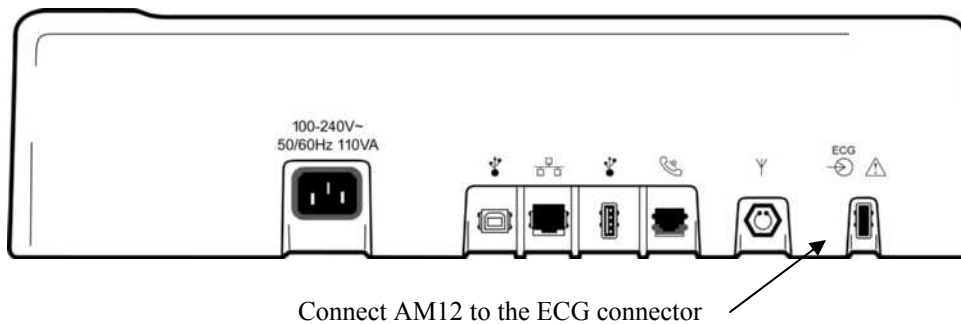 100-240V~
50/60Hz 110VA
ECG
Connect AM12 to the ECG connector